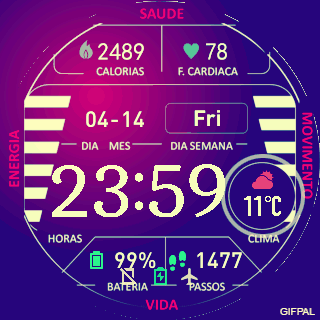 SAUDE
2489 78
CALORIAS F. CARDIACA
ENERGIA
MOVIMENTO
04-14 Fri
DIA MES DIA SEMANA
23:59
11°C
HORAS CLIMA
99% 1477
BATERIA PASSOS
VIDA
GIFPAL